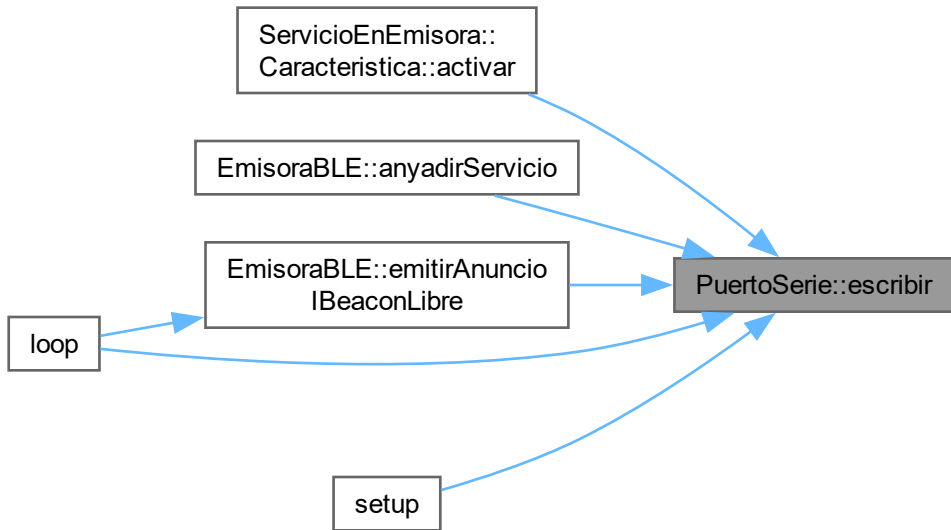 ServicioEnEmisora::
Caracteristica::activar
EmisoraBLE::anyadirServicio
EmisoraBLE::emitirAnuncio
IBeaconLibre
PuertoSerie::escribir
loop
setup